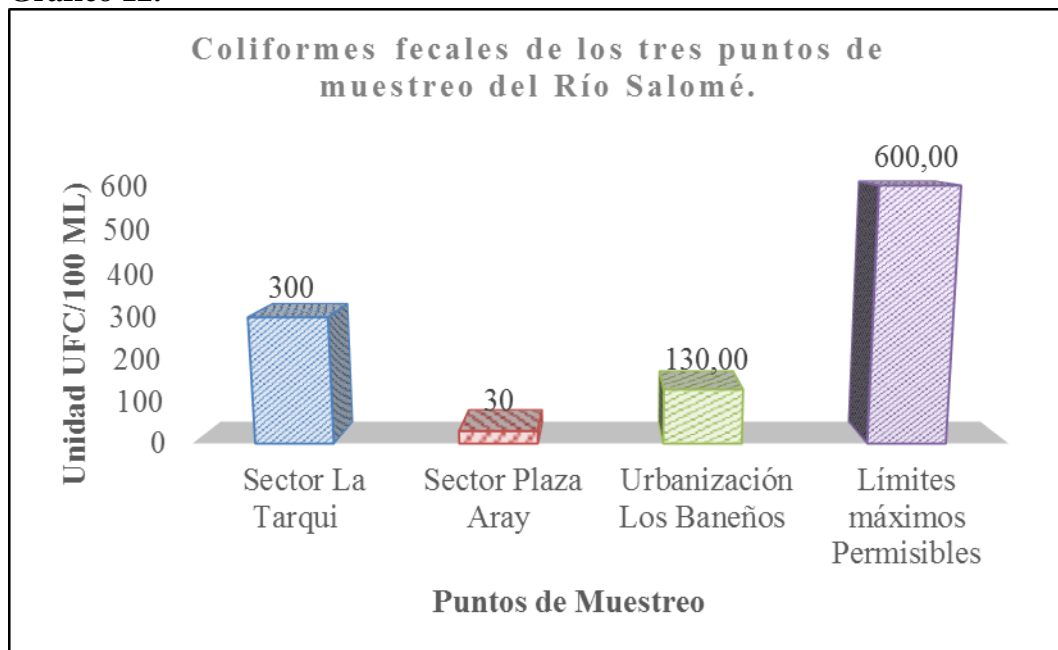 Coliformes fecales de los tres puntos de
muestreo del Río Salomé.
Unidad UFC/100 ML)
600
500
400
300
200
100
0
300
30
130,00
600,00
Sector La
Tarqui
Sector Plaza
Aray
Urbanización
Los Baneños
Límites
máximos
Permisibles
Puntos de Muestreo